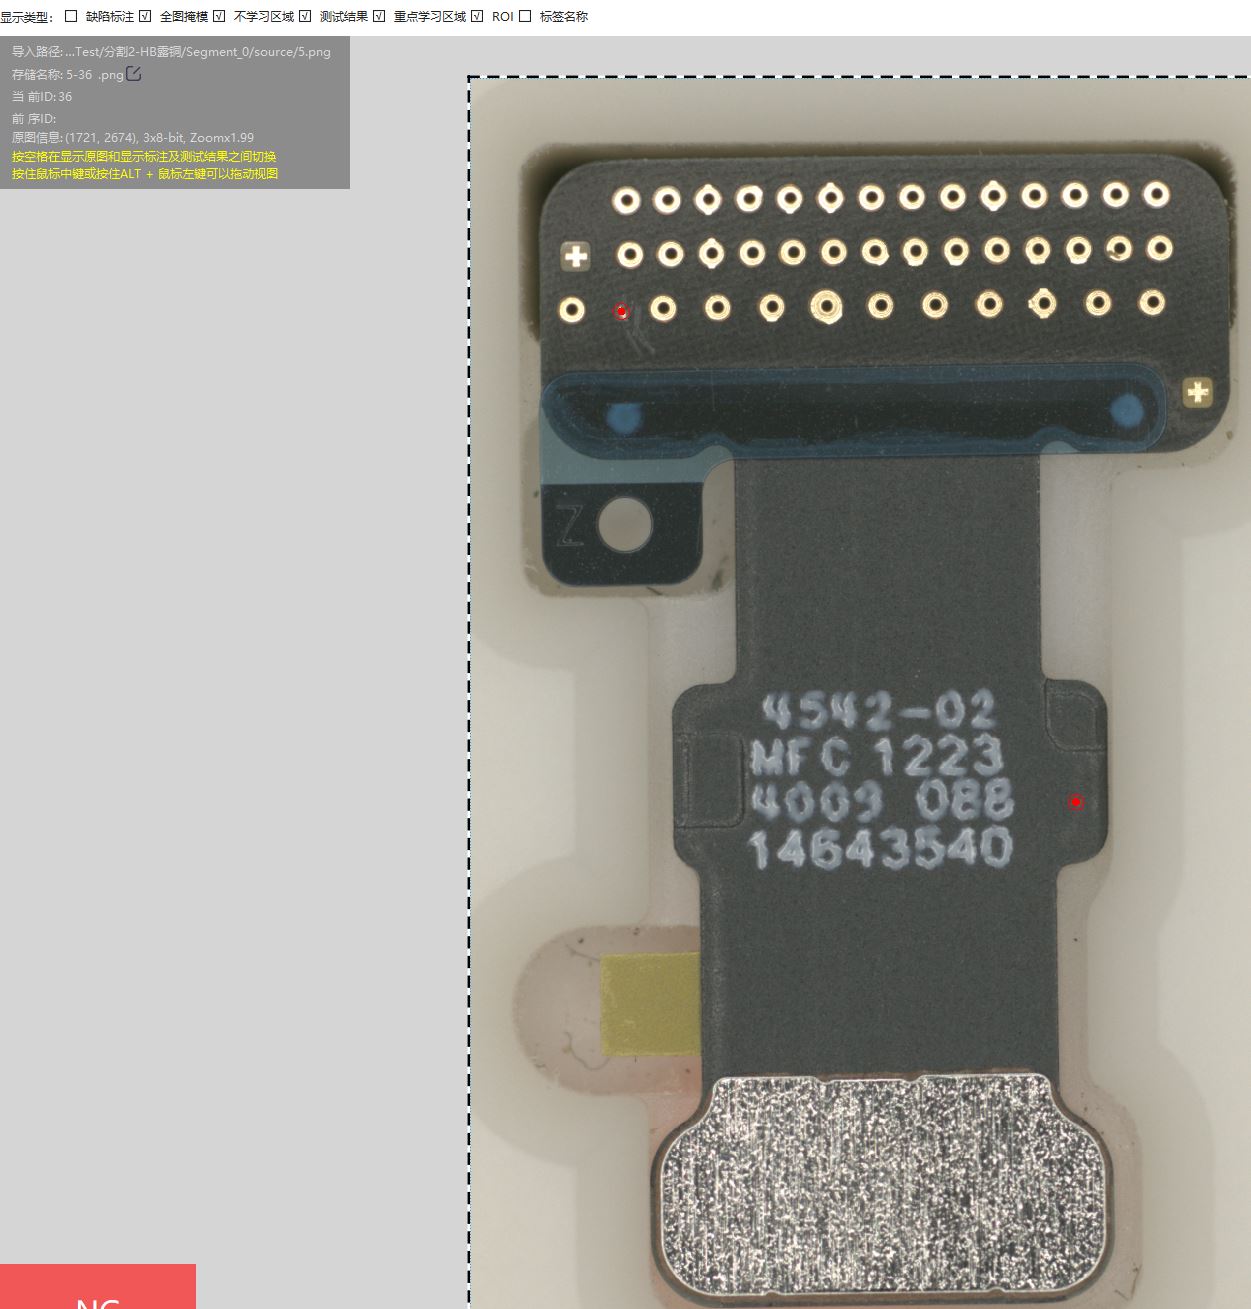 显示类型: 缺陷标注 全图掩模 不学习区域 测试结果 重点学习区域 ROI 标签名称
导入路径: ...Test/分割2-HB露铜/Segment_0/source/5.png
存储名称: 5-36 .png
当 前ID: 36
前 序ID:
原图信息: (1721, 2674), 3x8-bit, Zoomx1.99
按空格在显示原图和显示标注及测试结果之间切换
按住鼠标中键或按住ALT + 鼠标左键可以拖动视图
Z
4542-02
MFC 1223
4009 088
14643540
NG